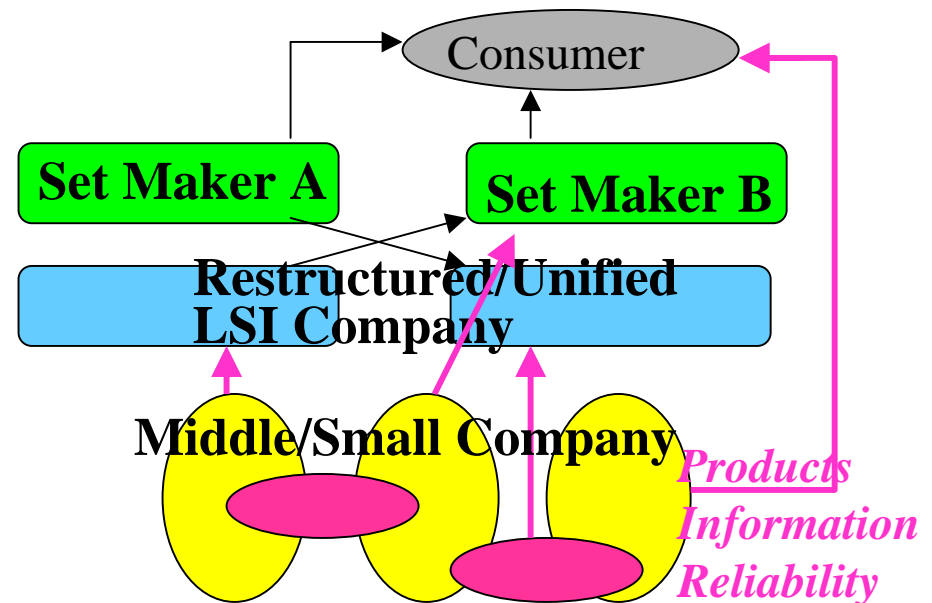 Consumer
Set Maker A
Set Maker B
Restructured/Unified
LSI Company
Middle/Small Company
Products
Information
Reliability